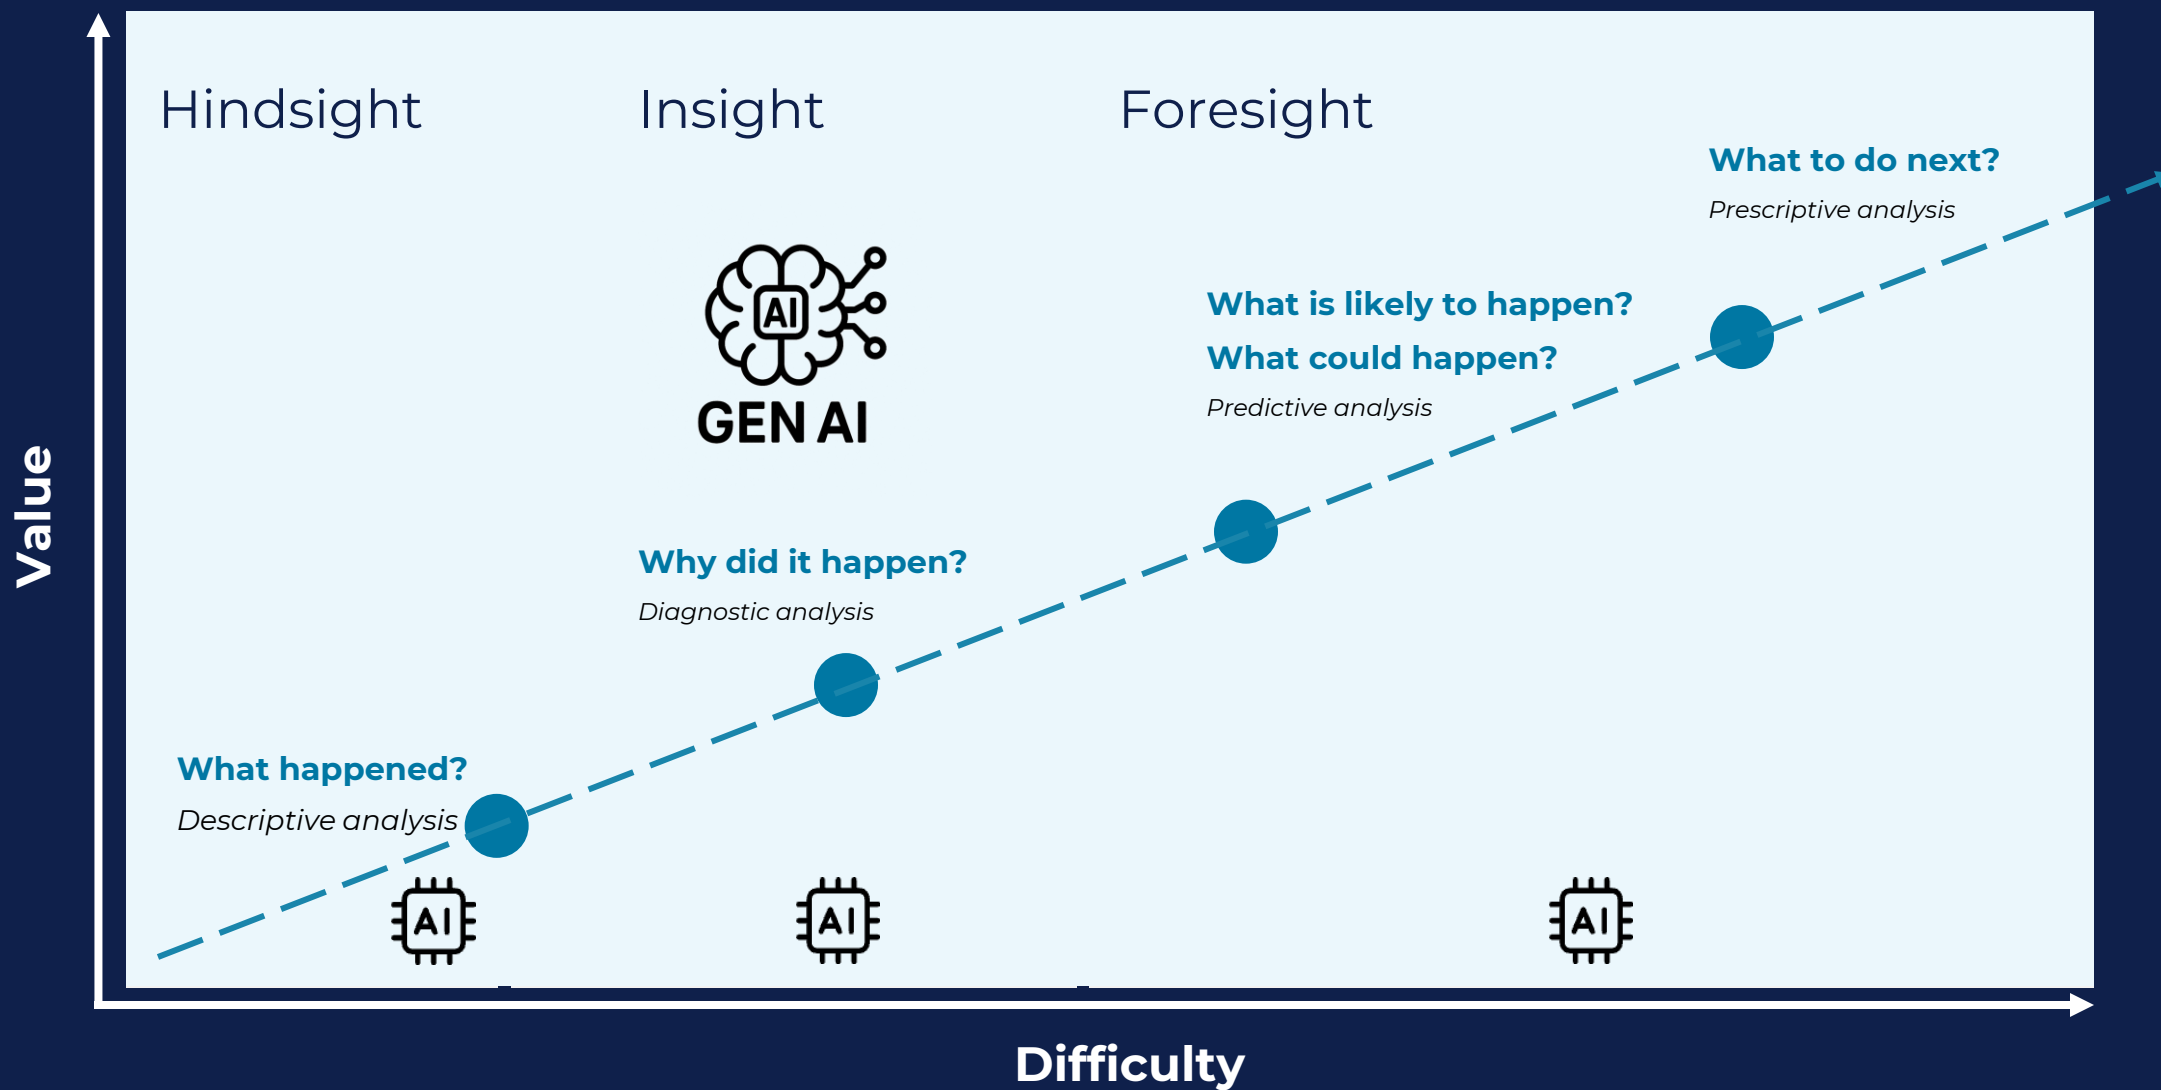 Hindsight
Insight
Foresight
What to do next?
Prescriptive analysis
AI
GEN AI
What is likely to happen?
What could happen?
Predictive analysis
Value
Why did it happen?
Diagnostic analysis
What happened?
Descriptive analysis
AI
AI
AI
Difficulty